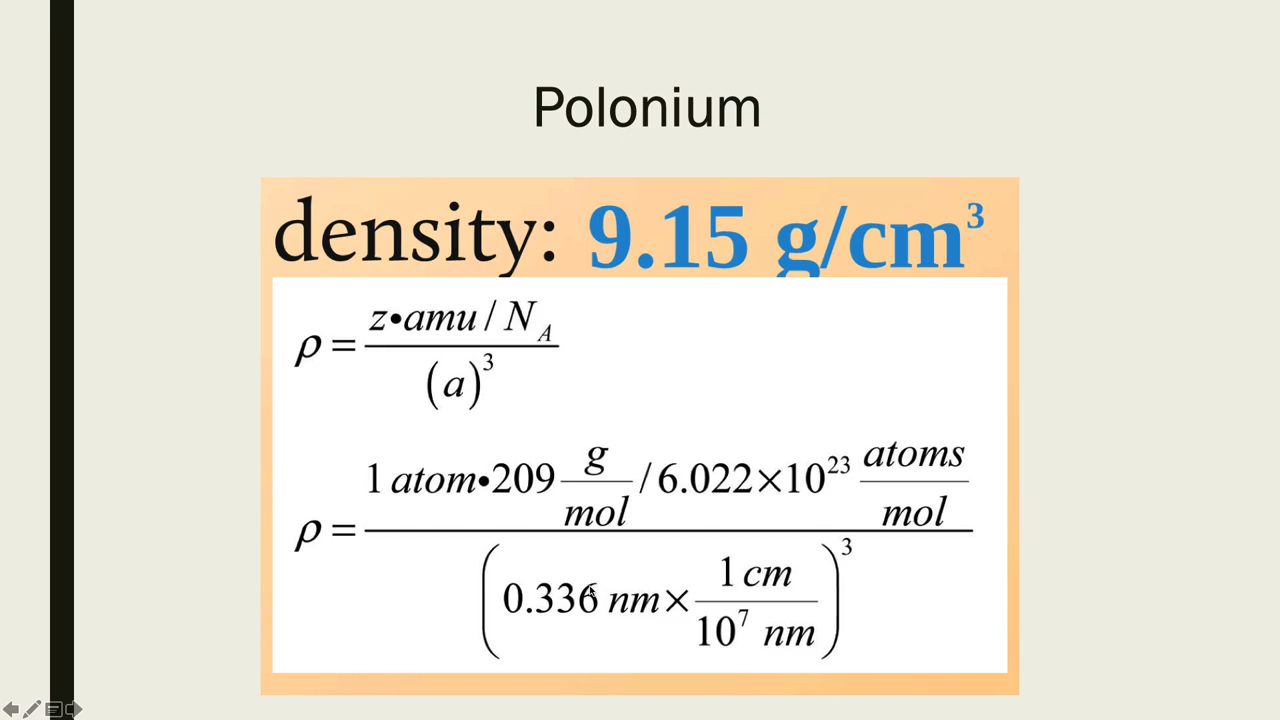 Polonium
density: 9.15 g/cm³
ρ = z•amu / N_A / (a)³
ρ = 1 atom•209 g/mol / 6.022×10²³ atoms/mol / (0.336 nm × 1 cm/10⁷ nm)³